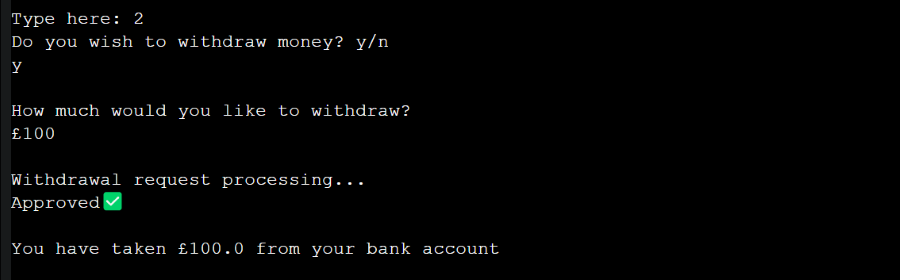 Type here: 2
Do you wish to withdraw money? y/n
y
How much would you like to withdraw?
£100
Withdrawal request processing...
Approved✅
You have taken £100.0 from your bank account